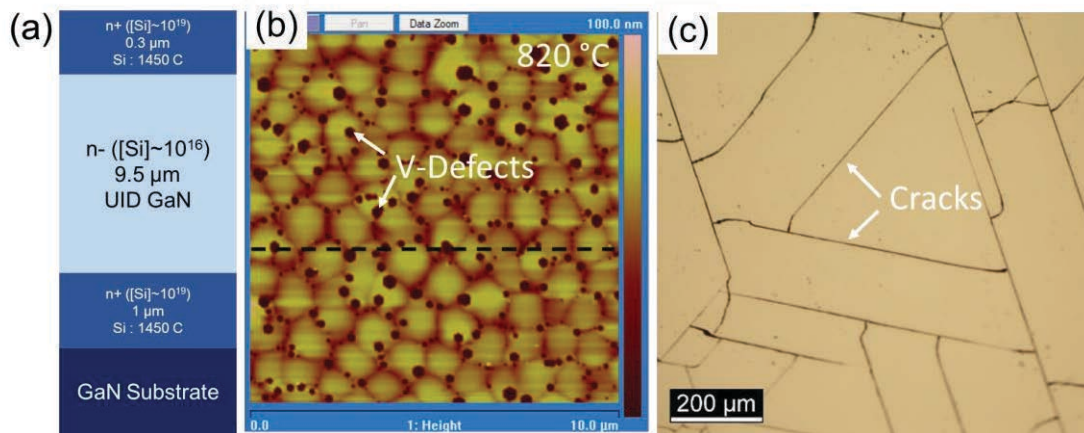 (a)
n+ ([Si]~10¹⁹)
0.3 µm
Si : 1450 C
n- ([Si]~10¹⁶)
9.5 µm
UID GaN
n+ ([Si]~10¹⁹)
1 µm
Si : 1450 C
GaN Substrate
(b)
Pan
Data Zoom
100.0 nm
820 °C
V-Defects
0.0
1: Height
10.0 µm
(c)
Cracks
200 µm